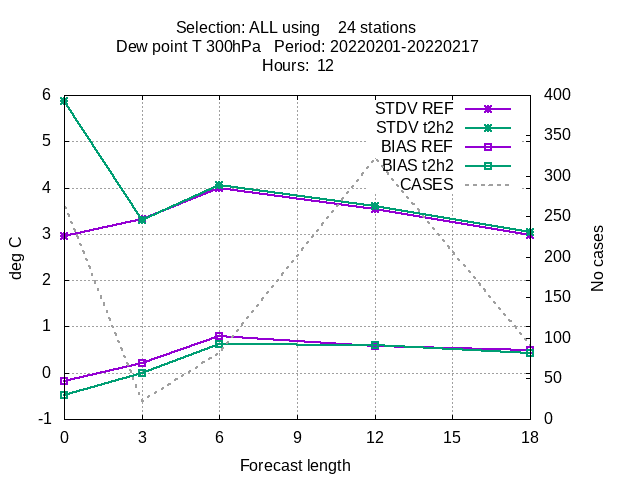 Selection: ALL using    24 stations
Dew point T 300hPa   Period: 20220201-20220217
Hours:  12
STDV REF
STDV t2h2
BIAS REF
BIAS t2h2
CASES
6
5
4
3
2
1
0
-1
deg C
400
350
300
250
200
150
100
50
0
No cases
0 3 6 9 12 15 18
Forecast length